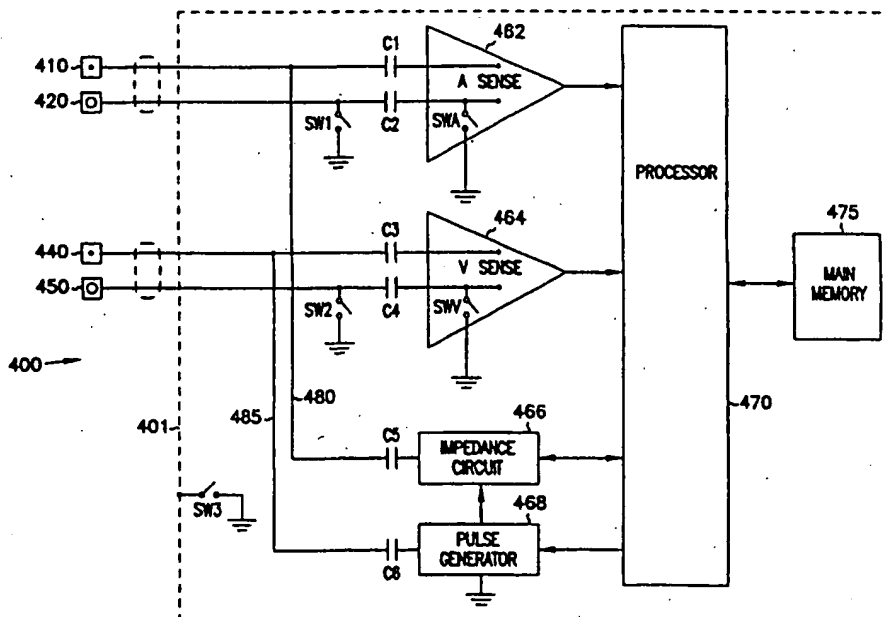 462
410
C1
A SENSE
420
SW1
C2
SWA
PROCESSOR
464
475
440
C3
V SENSE
MAIN
MEMORY
450
SW2
C4
SWV
400
480
470
485
466
401
C5
IMPEDANCE
CIRCUIT
468
SW3
PULSE
GENERATOR
C6